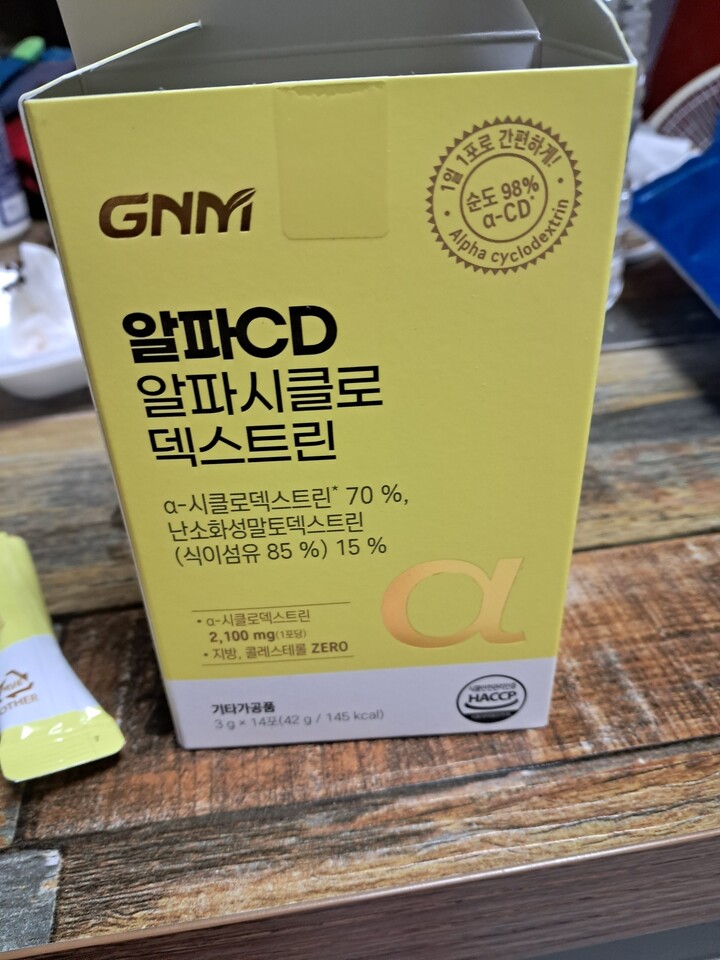 GNM
1일 1포로 간편하게!
순도 98%
α-CD*
Alpha cyclodextrin
알파CD
알파시클로
덱스트린
α-시클로덱스트린* 70 %,
난소화성말토덱스트린
(식이섬유 85 %) 15 %
α
• α-시클로덱스트린
2,100 mg(1포당)
• 지방, 콜레스테롤 ZERO
기타가공품
3 g × 14포(42 g / 145 kcal)
HACCP
OTHER